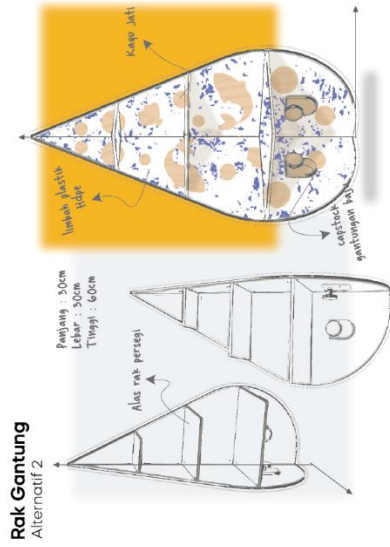 Rak Gantung
Alternatif 2
Panjang : 30cm
Lebar : 30cm
Tinggi : 60cm
Alas rak persegi
limbah plastik
Hdpe
Kayu Jati
capstock
gantungan baju